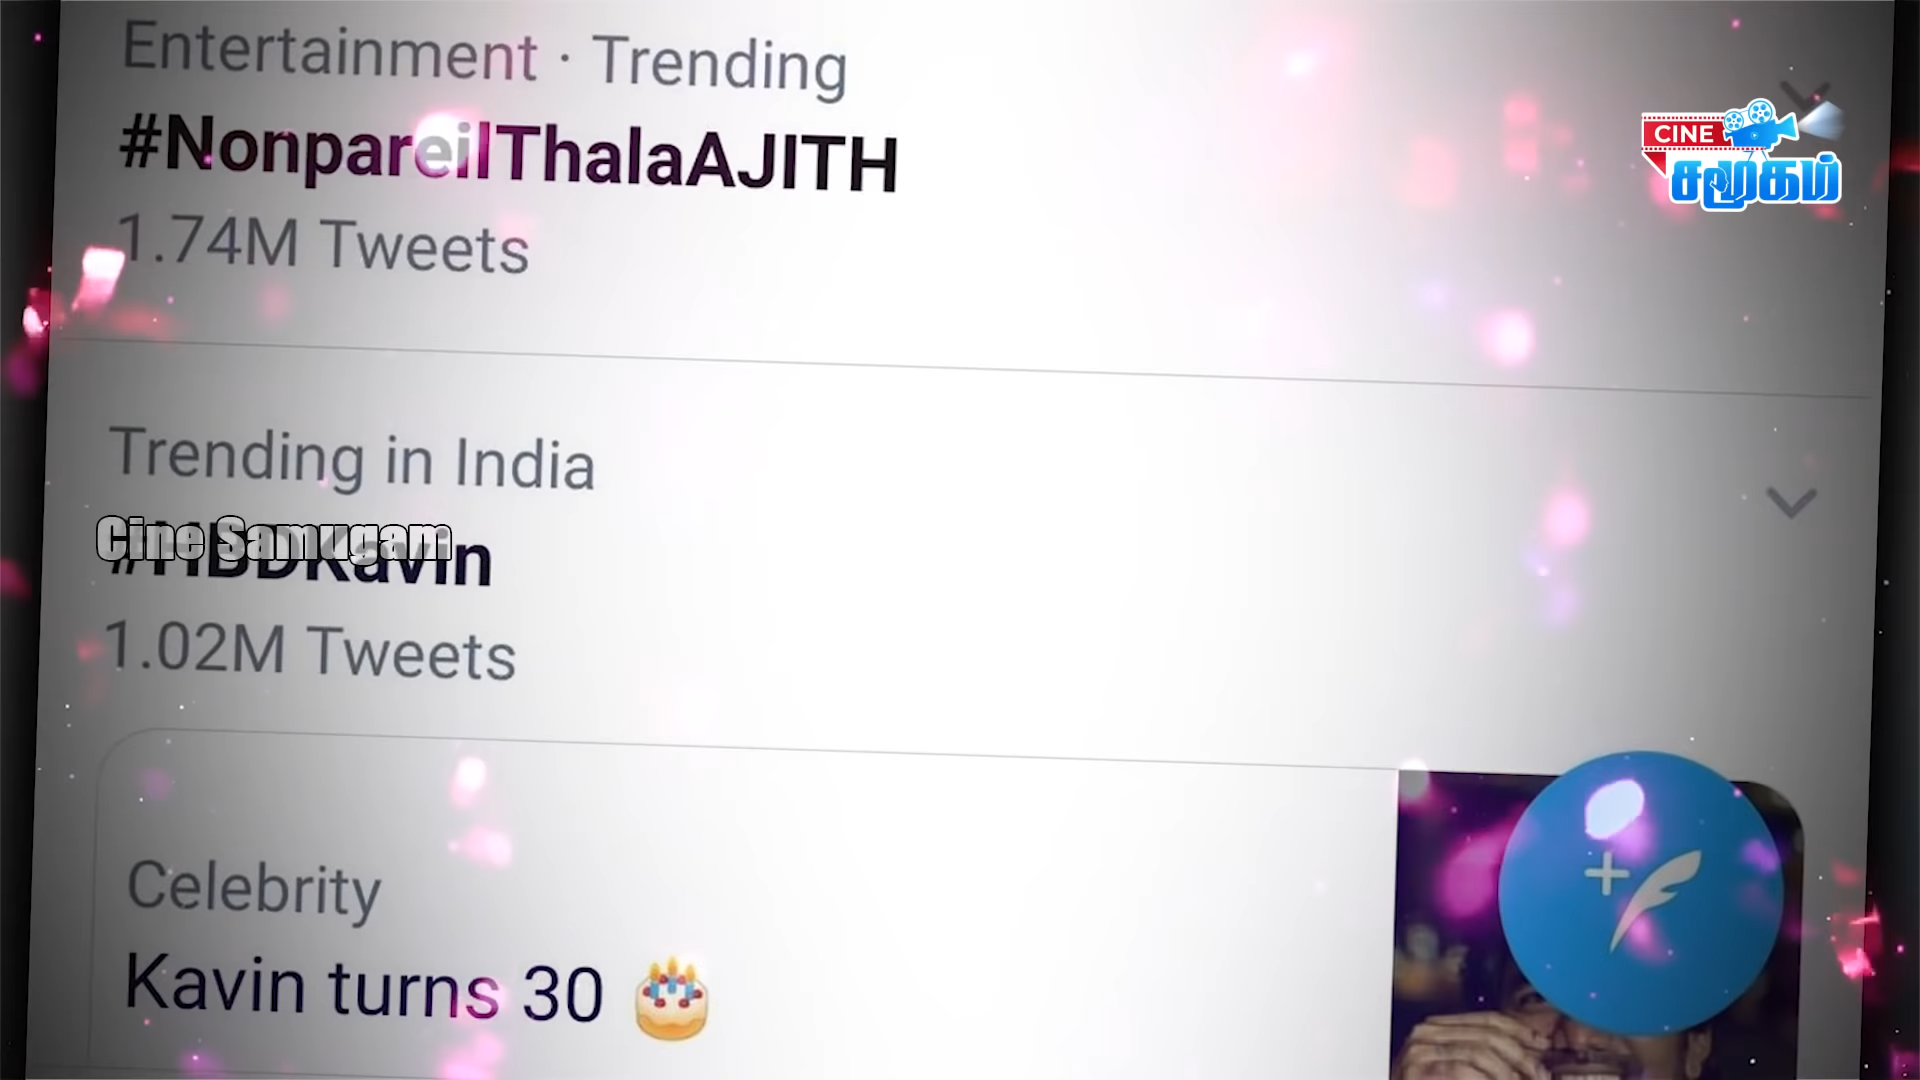 Entertainment · Trending
#NonpareilThalaAJITH
1.74M Tweets
CINE
சமூகம்
Trending in India
Cine Samugam
#HBDKavin
1.02M Tweets
Celebrity
Kavin turns 30 🎂